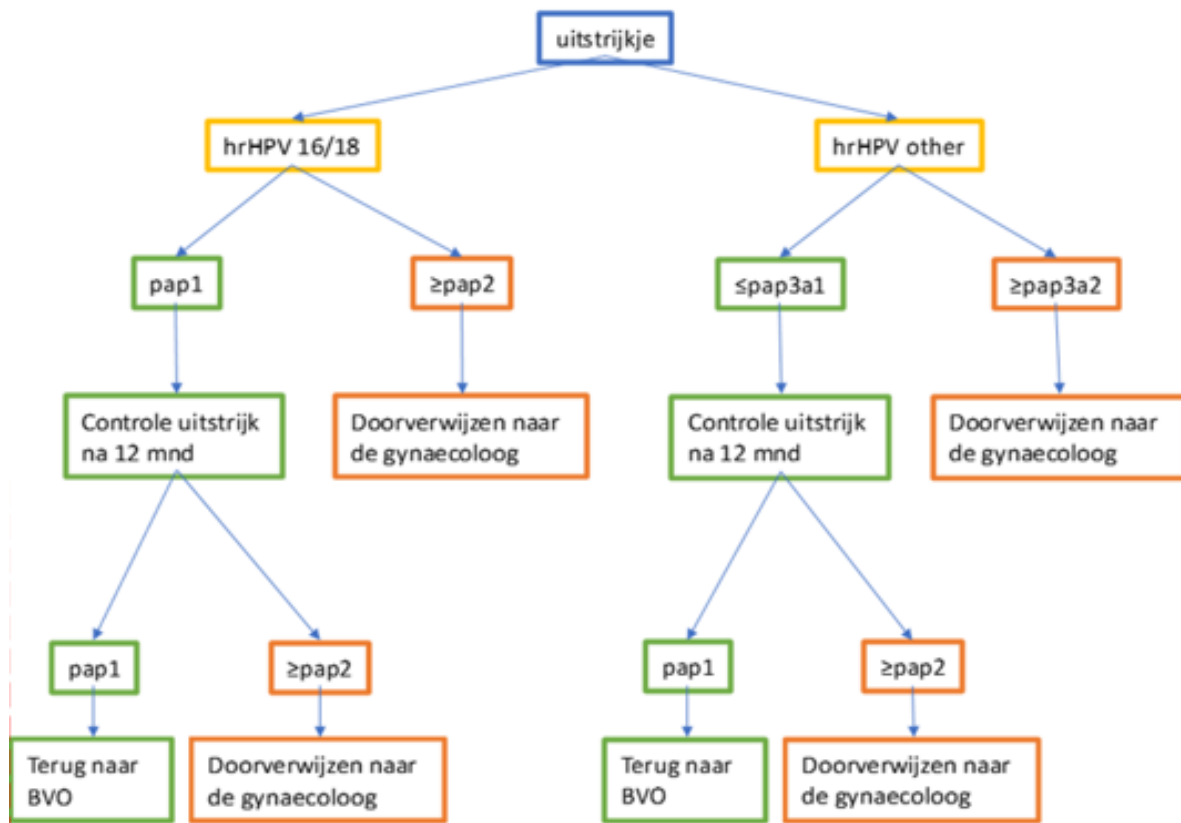 uitstrijkje
hrHPV 16/18
hrHPV other
pap1
≥pap2
≤pap3a1
≥pap3a2
Controle uitstrijk
na 12 mnd
Doorverwijzen naar
de gynaecoloog
Controle uitstrijk
na 12 mnd
Doorverwijzen naar
de gynaecoloog
pap1
≥pap2
pap1
≥pap2
Terug naar
BVO
Doorverwijzen naar
de gynaecoloog
Terug naar
BVO
Doorverwijzen naar
de gynaecoloog